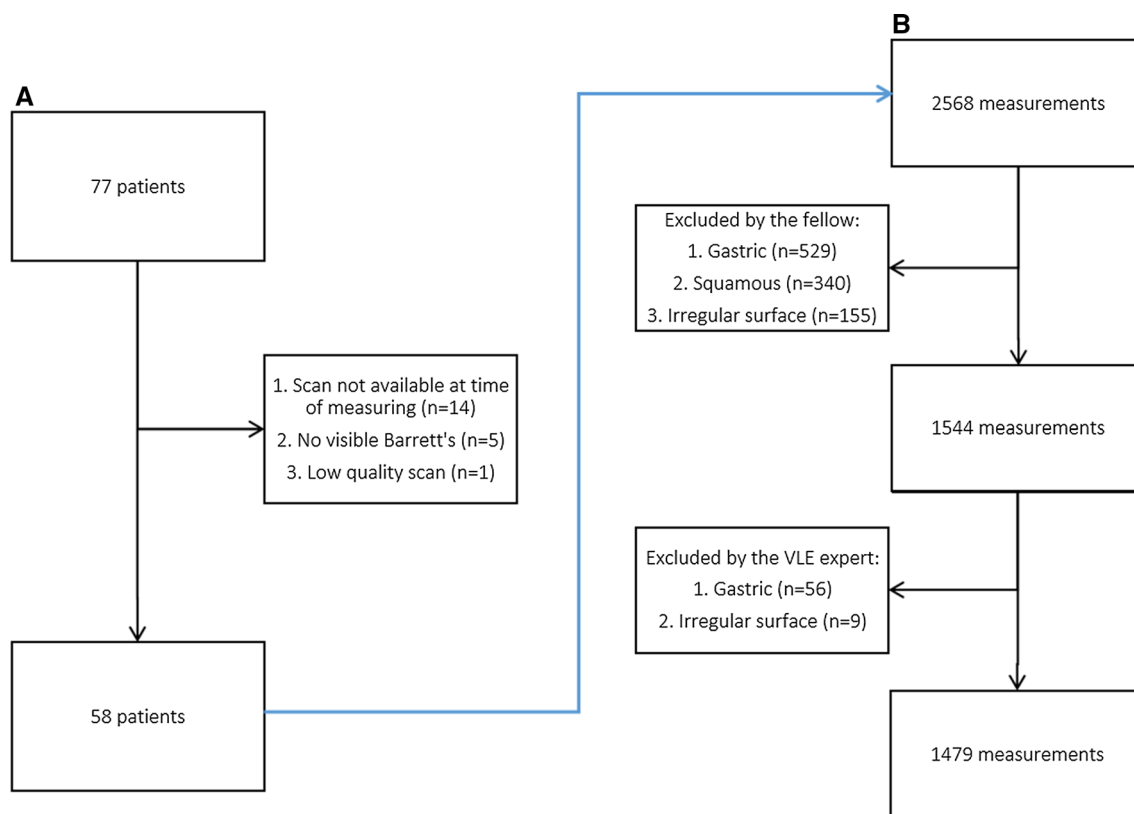 A
77 patients
1. Scan not available at time
of measuring (n=14)
2. No visible Barrett's (n=5)
3. Low quality scan (n=1)
58 patients
B
2568 measurements
Excluded by the fellow:
1. Gastric (n=529)
2. Squamous (n=340)
3. Irregular surface (n=155)
1544 measurements
Excluded by the VLE expert:
1. Gastric (n=56)
2. Irregular surface (n=9)
1479 measurements